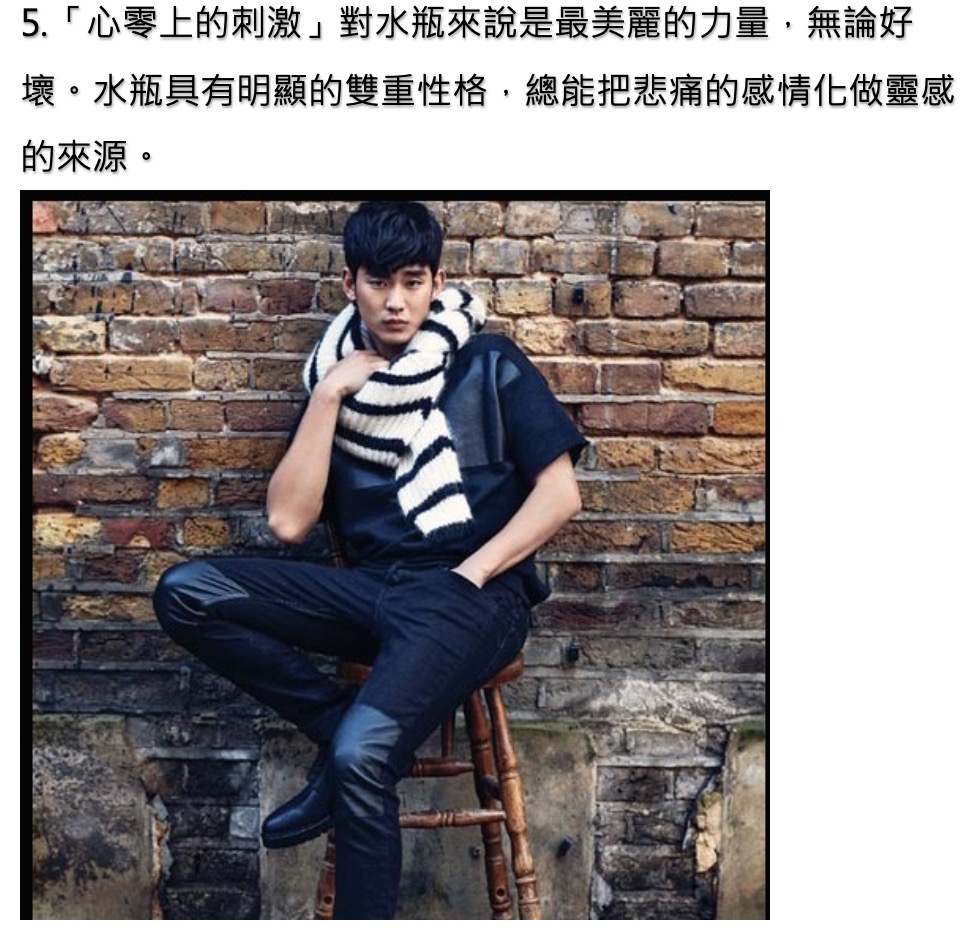 5.「心零上的刺激」對水瓶來說是最美麗的力量，無論好
壞。水瓶具有明顯的雙重性格，總能把悲痛的感情化做靈感
的來源。